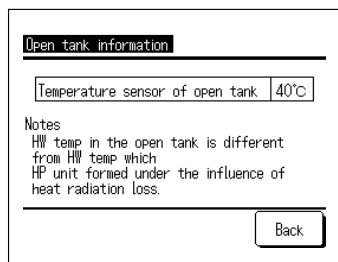 Open tank information
Temperature sensor of open tank 40°C
Notes
HW temp in the open tank is different
from HW temp which
HP unit formed under the influence of
heat radiation loss.
Back